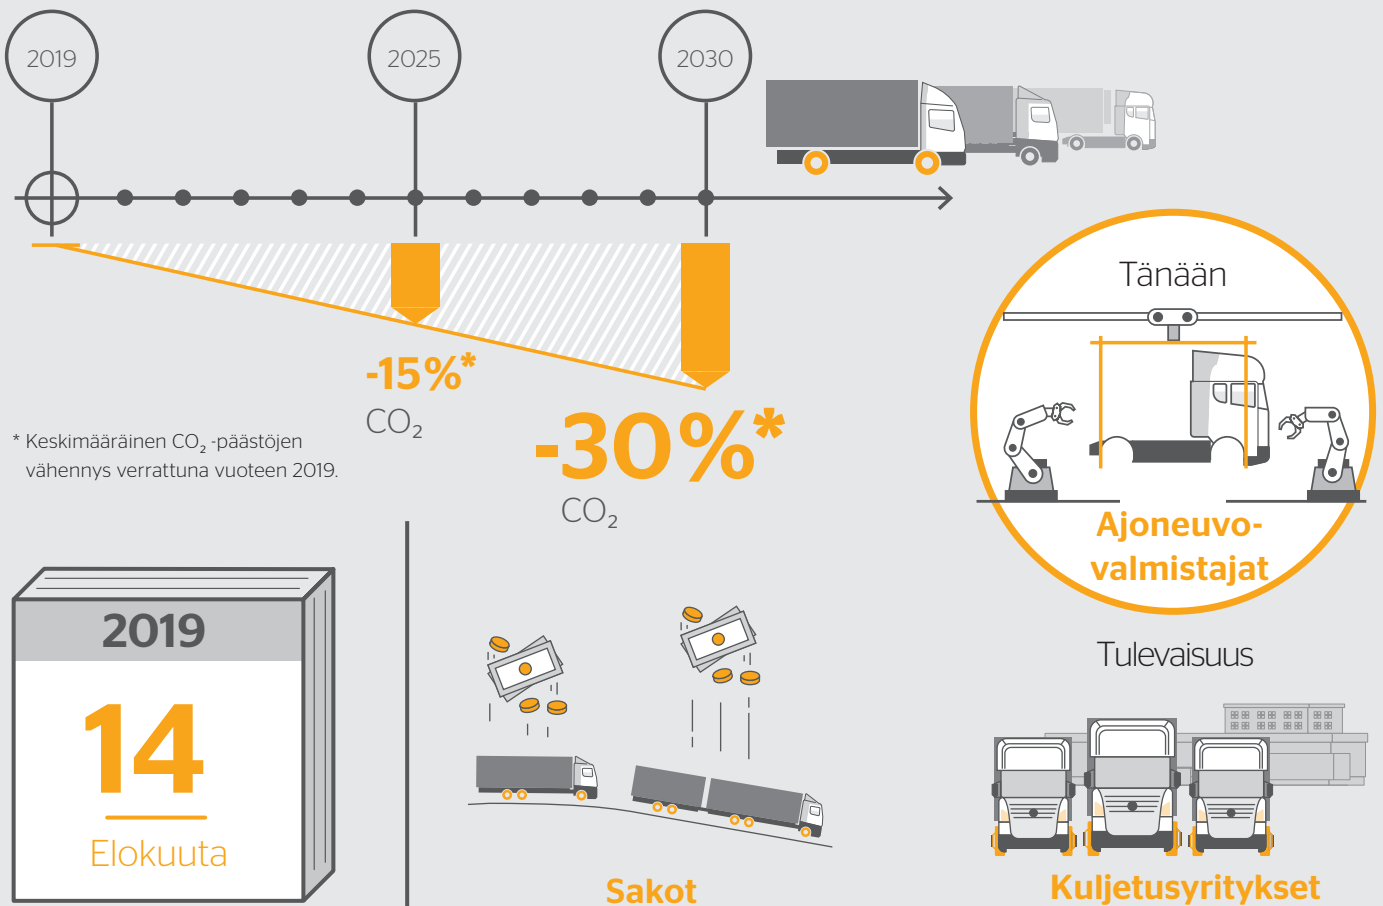 2019
2025
2030
-15%*
CO₂
-30%*
CO₂
* Keskimääräinen CO₂ -päästöjen
vähennys verrattuna vuoteen 2019.
Tänään
Ajoneuvo-
valmistajat
2019
14
Elokuuta
Sakot
Tulevaisuus
Kuljetusyritykset